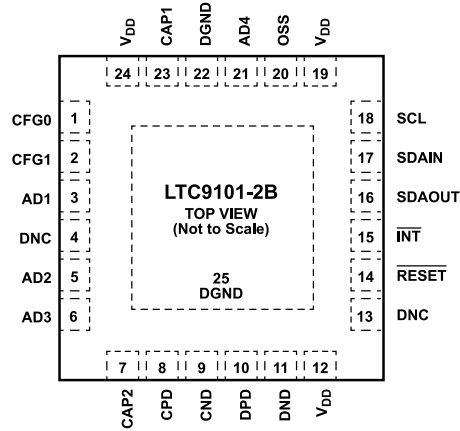 VDD CAP1 DGND AD4 OSS VDD
24 23 22 21 20 19
CFG0 1 18 SCL
CFG1 2 17 SDAIN
AD1 3 16 SDAOUT
DNC 4 15 INT
AD2 5 14 RESET
AD3 6 13 DNC
LTC9101-2B
TOP VIEW
(Not to Scale)
25
DGND
7 8 9 10 11 12
CAP2 CPD CND DPD DND VDD